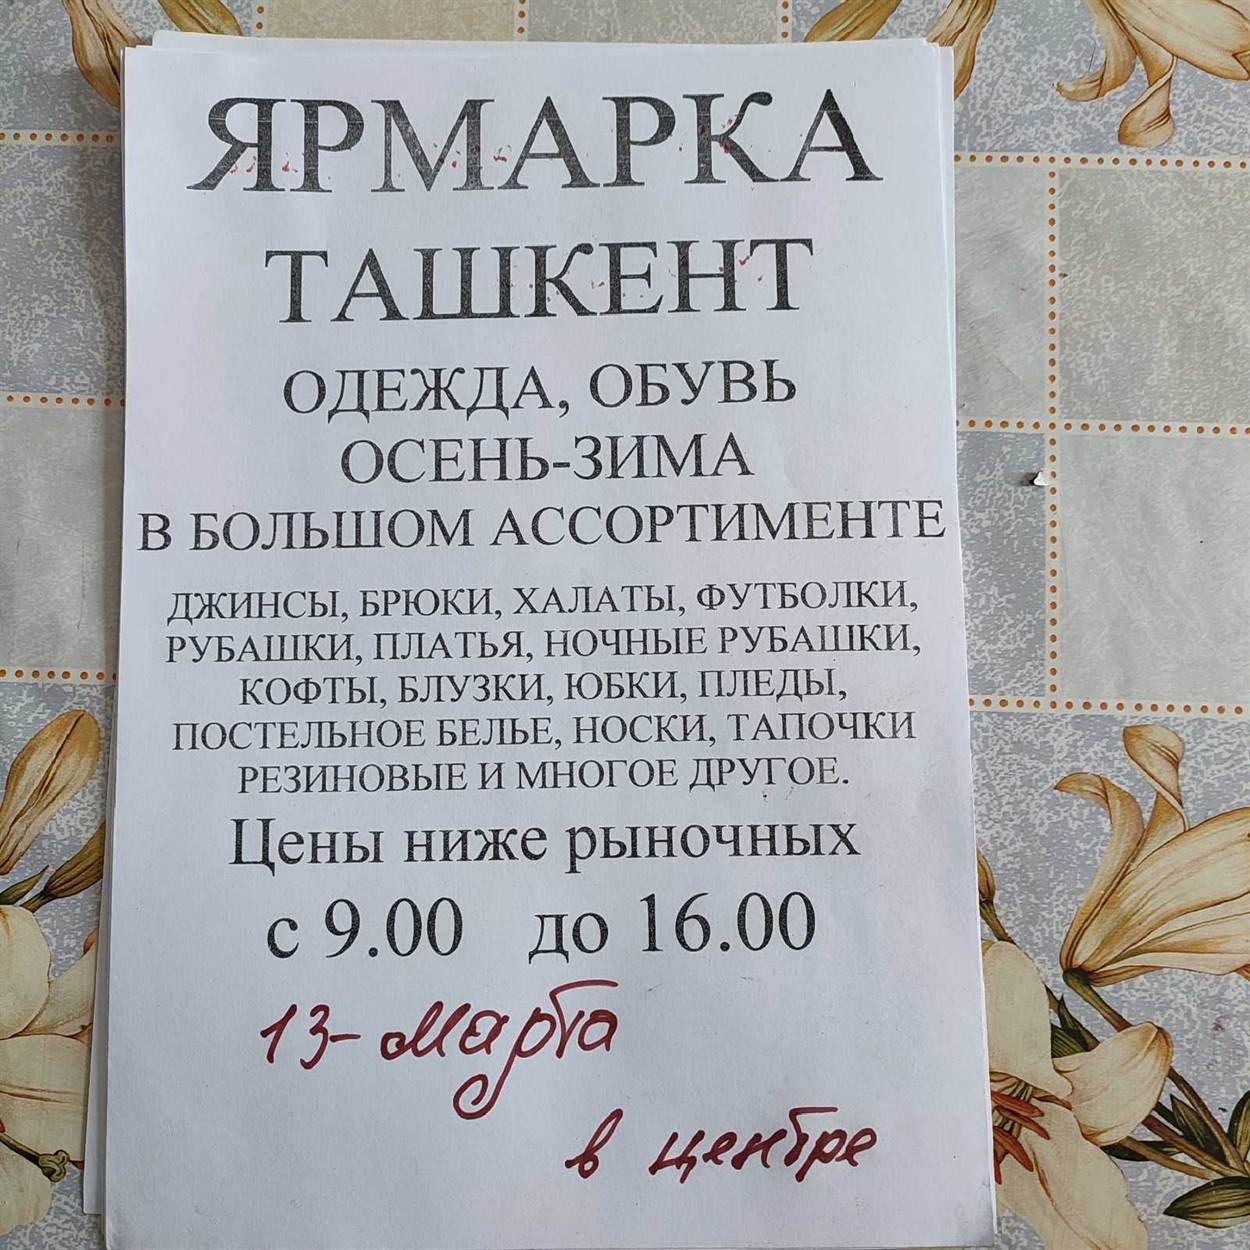 ЯРМАРКА
ТАШКЕНТ
ОДЕЖДА, ОБУВЬ
ОСЕНЬ-ЗИМА
В БОЛЬШОМ АССОРТИМЕНТЕ
ДЖИНСЫ, БРЮКИ, ХАЛАТЫ, ФУТБОЛКИ,
РУБАШКИ, ПЛАТЬЯ, НОЧНЫЕ РУБАШКИ,
КОФТЫ, БЛУЗКИ, ЮБКИ, ПЛЕДЫ,
ПОСТЕЛЬНОЕ БЕЛЬЕ, НОСКИ, ТАПОЧКИ
РЕЗИНОВЫЕ И МНОГОЕ ДРУГОЕ.
Цены ниже рыночных
с 9.00 до 16.00
13-Марта
в центре